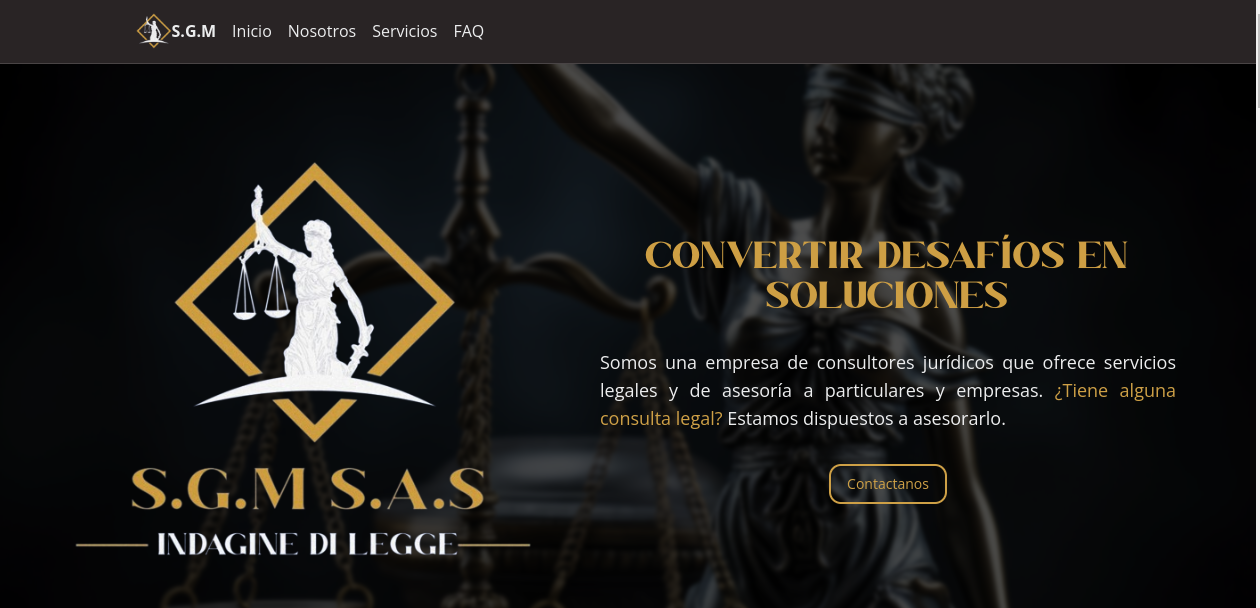 S.G.M Inicio Nosotros Servicios FAQ
S.G.M S.A.S
INDAGINE DI LEGGE
CONVERTIR DESAFÍOS EN
SOLUCIONES
Somos una empresa de consultores jurídicos que ofrece servicios
legales y de asesoría a particulares y empresas. ¿Tiene alguna
consulta legal? Estamos dispuestos a asesorarlo.
Contactanos